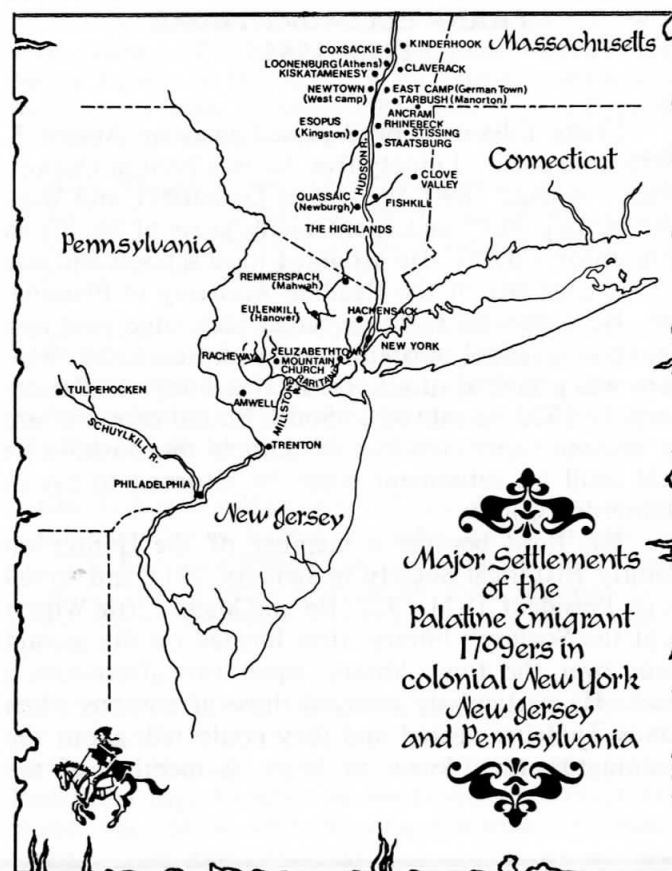 COXSACKIE
KINDERHOOK
Massachusetts
LOONENBURG (Athens)
CLAVERACK
KISKATAMENESY
NEWTOWN
(West camp)
EAST CAMP (German Town)
TARBUSH (Manorton)
ANCRAM
RHINEBECK
ESOPUS
(Kingston)
STISSING
STAATSBURG
HUDSON R.
Connecticut
CLOVE
VALLEY
QUASSAIC
(Newburgh)
FISHKILL
THE HIGHLANDS
Pennsylvania
REMMERSPACH
(Mahwah)
EULENKILL
(Hanover)
HACHENSACK
NEW YORK
RACHEWAY
ELIZABETHTOWN
MOUNTAIN
CHURCH
RARITAN R.
MILLSTONE
TULPEHOCKEN
AMWELL
SCHUYLKILL R.
TRENTON
PHILADELPHIA
New Jersey
Major Settlements
of the
Palatine Emigrant
1709ers in
colonial New York
New Jersey
and Pennsylvania